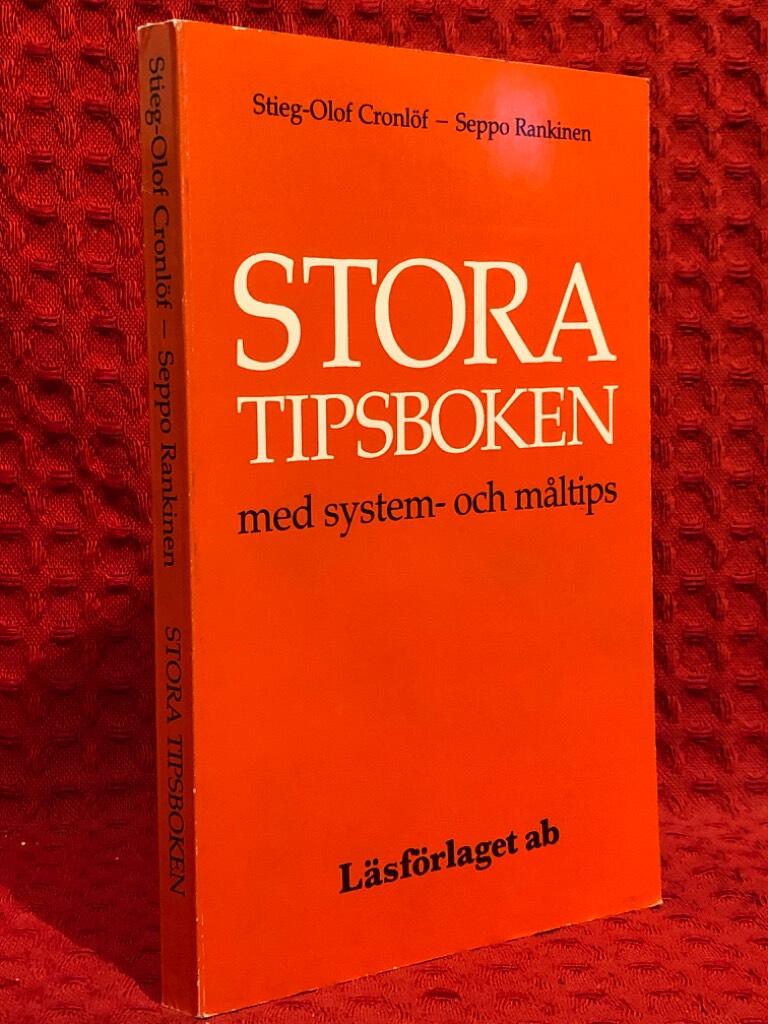 Stieg-Olof Cronlöf – Seppo Rankinen
STORA
TIPSBOKEN
med system- och måltips
Läsförlaget ab
Stieg-Olof Cronlöf – Seppo Rankinen STORA TIPSBOKEN